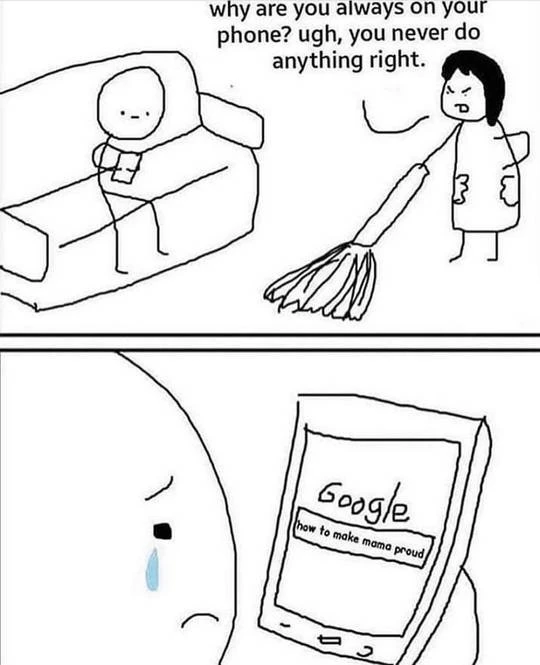 why are you always on your
phone? ugh, you never do
anything right.
Google
how to make mama proud